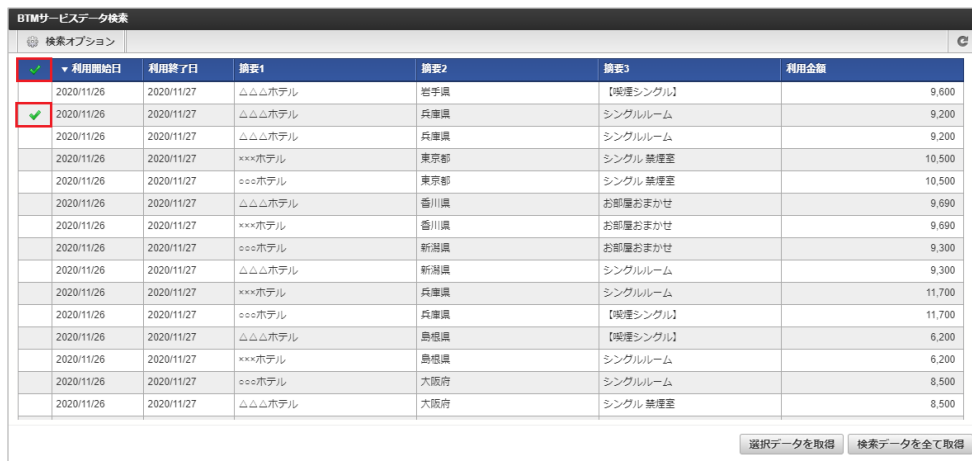 BTMサービスデータ検索
検索オプション
▼ 利用開始日 利用終了日 摘要1 摘要2 摘要3 利用金額
2020/11/26 2020/11/27 △△△ホテル 岩手県 【喫煙シングル】 9,600
2020/11/26 2020/11/27 △△△ホテル 兵庫県 シングルルーム 9,200
2020/11/26 2020/11/27 △△△ホテル 兵庫県 シングルルーム 9,200
2020/11/26 2020/11/27 ×××ホテル 東京都 シングル 禁煙室 10,500
2020/11/26 2020/11/27 ○○○ホテル 東京都 シングル 禁煙室 10,500
2020/11/26 2020/11/27 △△△ホテル 香川県 お部屋おまかせ 9,690
2020/11/26 2020/11/27 ×××ホテル 香川県 お部屋おまかせ 9,690
2020/11/26 2020/11/27 ○○○ホテル 新潟県 お部屋おまかせ 9,300
2020/11/26 2020/11/27 △△△ホテル 新潟県 シングルルーム 9,300
2020/11/26 2020/11/27 ×××ホテル 兵庫県 シングルルーム 11,700
2020/11/26 2020/11/27 ○○○ホテル 兵庫県 【喫煙シングル】 11,700
2020/11/26 2020/11/27 △△△ホテル 島根県 【喫煙シングル】 6,200
2020/11/26 2020/11/27 ×××ホテル 島根県 シングルルーム 6,200
2020/11/26 2020/11/27 ○○○ホテル 大阪府 シングルルーム 8,500
2020/11/26 2020/11/27 △△△ホテル 大阪府 シングル 禁煙室 8,500
選択データを取得 検索データを全て取得